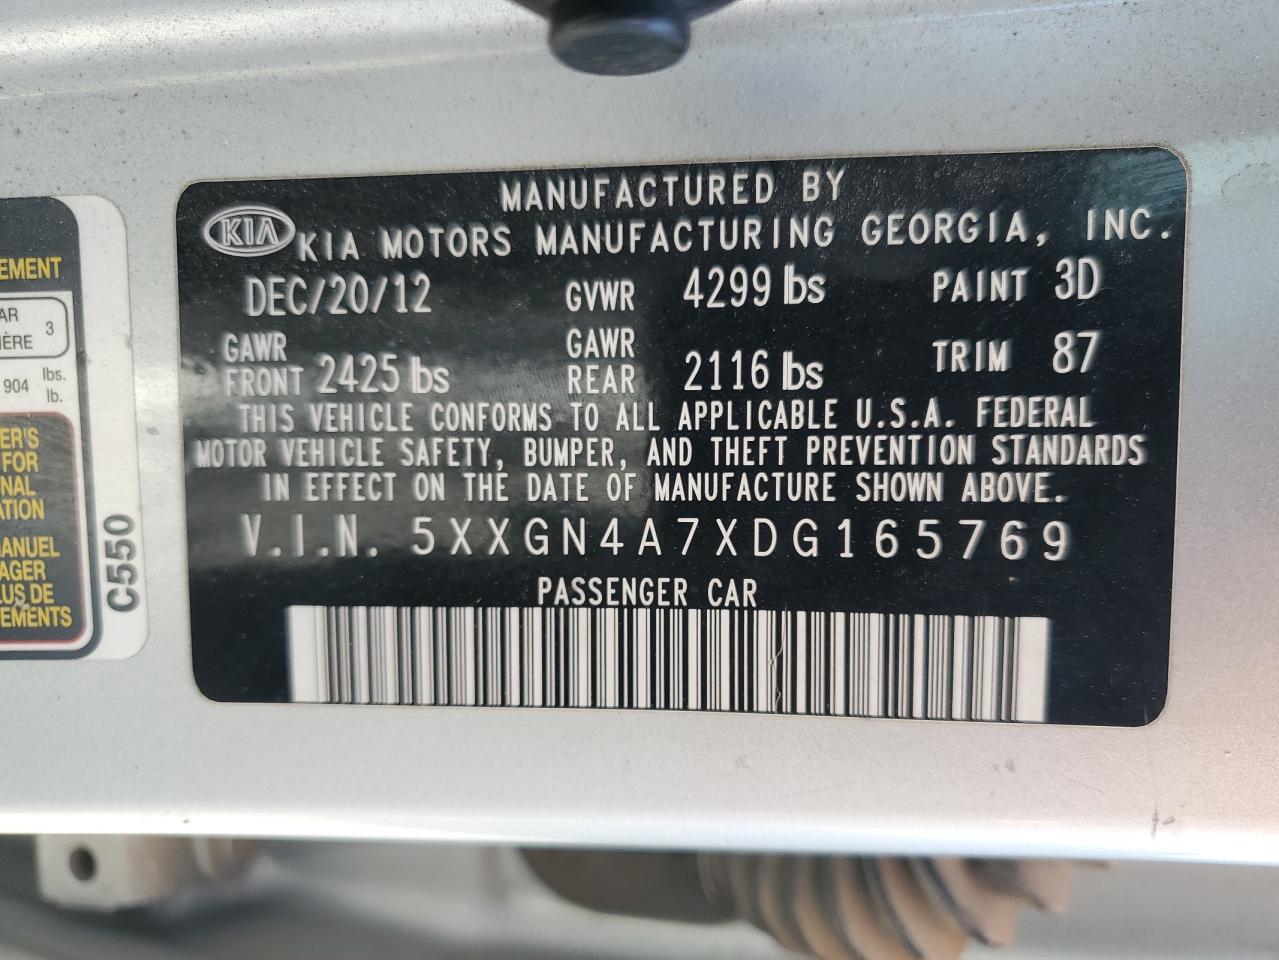 MANUFACTURED BY
KIA KIA MOTORS MANUFACTURING GEORGIA, INC.
DEC/20/12 GVWR 4299 lbs PAINT 3D
GAWR FRONT 2425 lbs GAWR REAR 2116 lbs TRIM 87
THIS VEHICLE CONFORMS TO ALL APPLICABLE U.S.A. FEDERAL
MOTOR VEHICLE SAFETY, BUMPER, AND THEFT PREVENTION STANDARDS
IN EFFECT ON THE DATE OF MANUFACTURE SHOWN ABOVE.
V.I.N. 5XXGN4A7XDG165769
PASSENGER CAR
EMENT
AR
IÈRE 3
904 lbs.
lb.
ER'S
FOR
NAL
ATION
MANUEL
AGER
LUS DE
EMENTS
C550